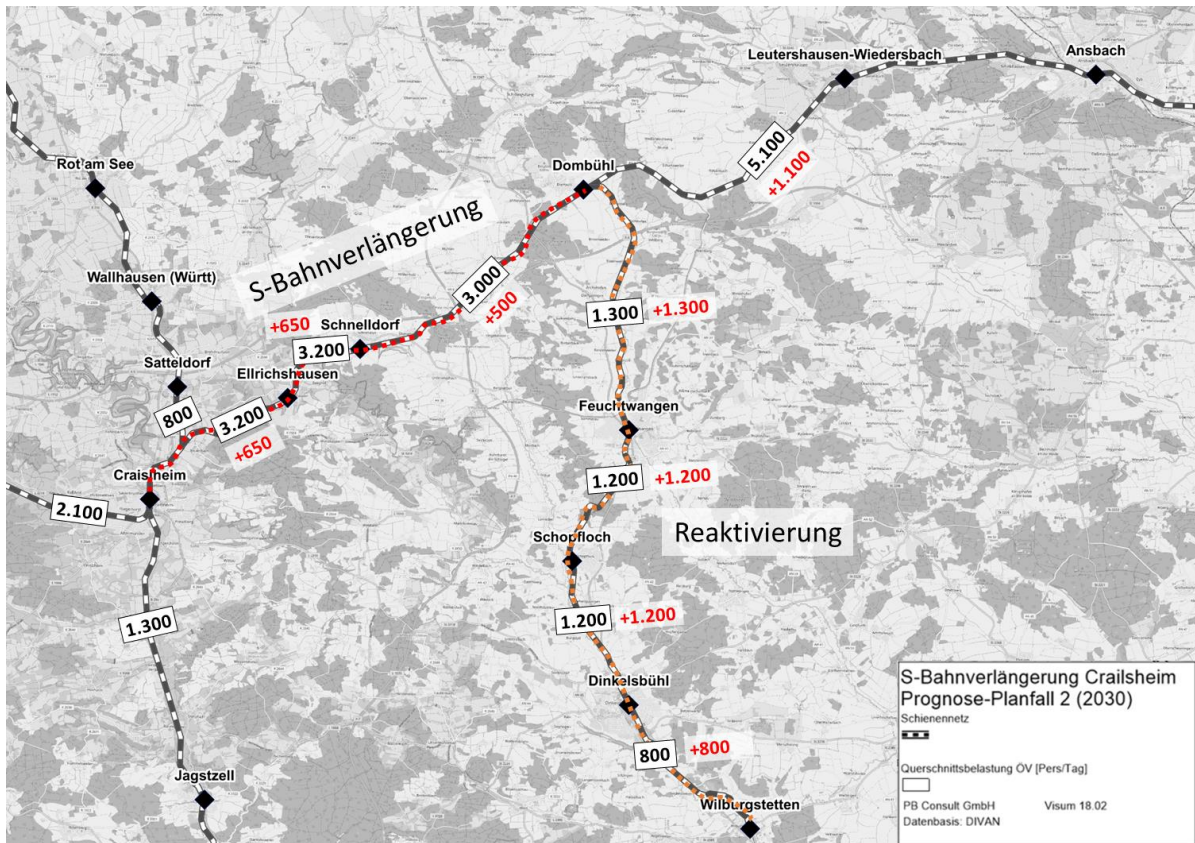 Leutershausen-Wiedersbach
Ansbach
Rot am See
Dombühl
5.100
+1.100
S-Bahnverlängerung
Wallhausen (Württ)
3.000
+500
+650
Schnelldorf
1.300
+1.300
3.200
Satteldorf
Ellrichshausen
800
3.200
Feuchtwangen
+650
Crailsheim
1.200
+1.200
2.100
Reaktivierung
Schopfloch
1.300
1.200
+1.200
Dinkelsbühl
800
+800
Jagstzell
Wilburgstetten
S-Bahnverlängerung Crailsheim
Prognose-Planfall 2 (2030)
Schienennetz
Querschnittsbelastung ÖV [Pers/Tag]
PB Consult GmbH Visum 18.02
Datenbasis: DIVAN